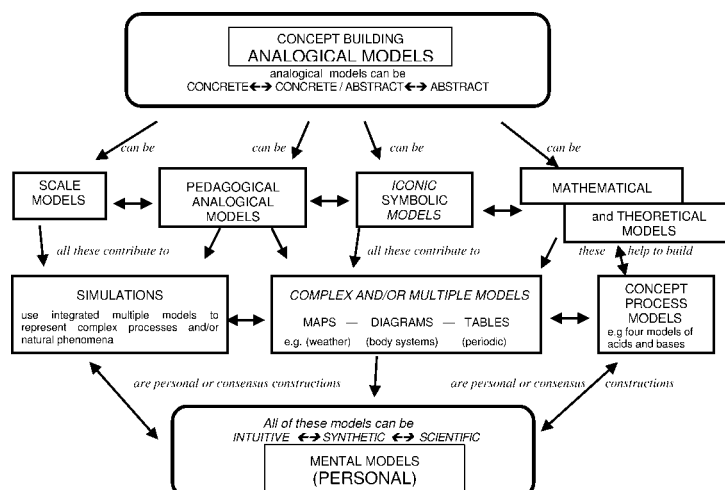 CONCEPT BUILDING
ANALOGICAL MODELS
analogical models can be
CONCRETE ↔ CONCRETE / ABSTRACT ↔ ABSTRACT
can be
can be
can be
can be
SCALE
MODELS
PEDAGOGICAL
ANALOGICAL
MODELS
ICONIC
SYMBOLIC
MODELS
MATHEMATICAL
and THEORETICAL
MODELS
all these contribute to
all these contribute to
these help to build
SIMULATIONS
use integrated multiple models to
represent complex processes and/or
natural phenomena
COMPLEX AND/OR MULTIPLE MODELS
MAPS — DIAGRAMS — TABLES
e.g. (weather) (body systems) (periodic)
CONCEPT
PROCESS
MODELS
e.g four models of
acids and bases
are personal or consensus constructions
are personal or consensus constructions
All of these models can be
INTUITIVE ↔ SYNTHETIC ↔ SCIENTIFIC
MENTAL MODELS
(PERSONAL)